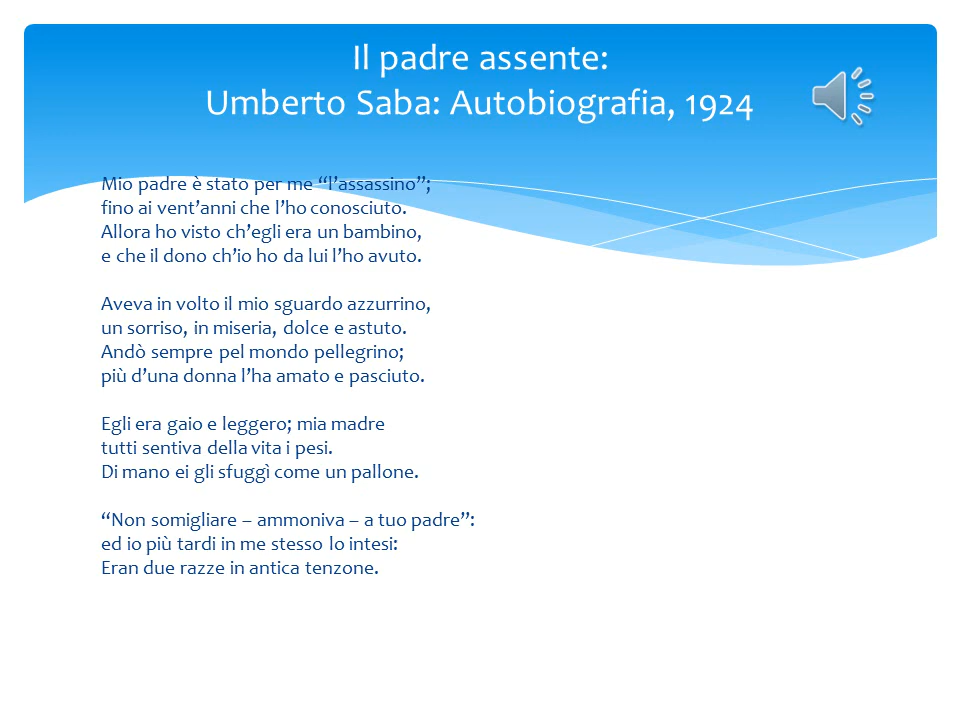 Il padre assente:
Umberto Saba: Autobiografia, 1924
Mio padre è stato per me “l’assassino”;
fino ai vent’anni che l’ho conosciuto.
Allora ho visto ch’egli era un bambino,
e che il dono ch’io ho da lui l’ho avuto.
Aveva in volto il mio sguardo azzurrino,
un sorriso, in miseria, dolce e astuto.
Andò sempre pel mondo pellegrino;
più d’una donna l’ha amato e pasciuto.
Egli era gaio e leggero; mia madre
tutti sentiva della vita i pesi.
Di mano ei gli sfuggì come un pallone.
“Non somigliare – ammoniva – a tuo padre”:
ed io più tardi in me stesso lo intesi:
Eran due razze in antica tenzone.